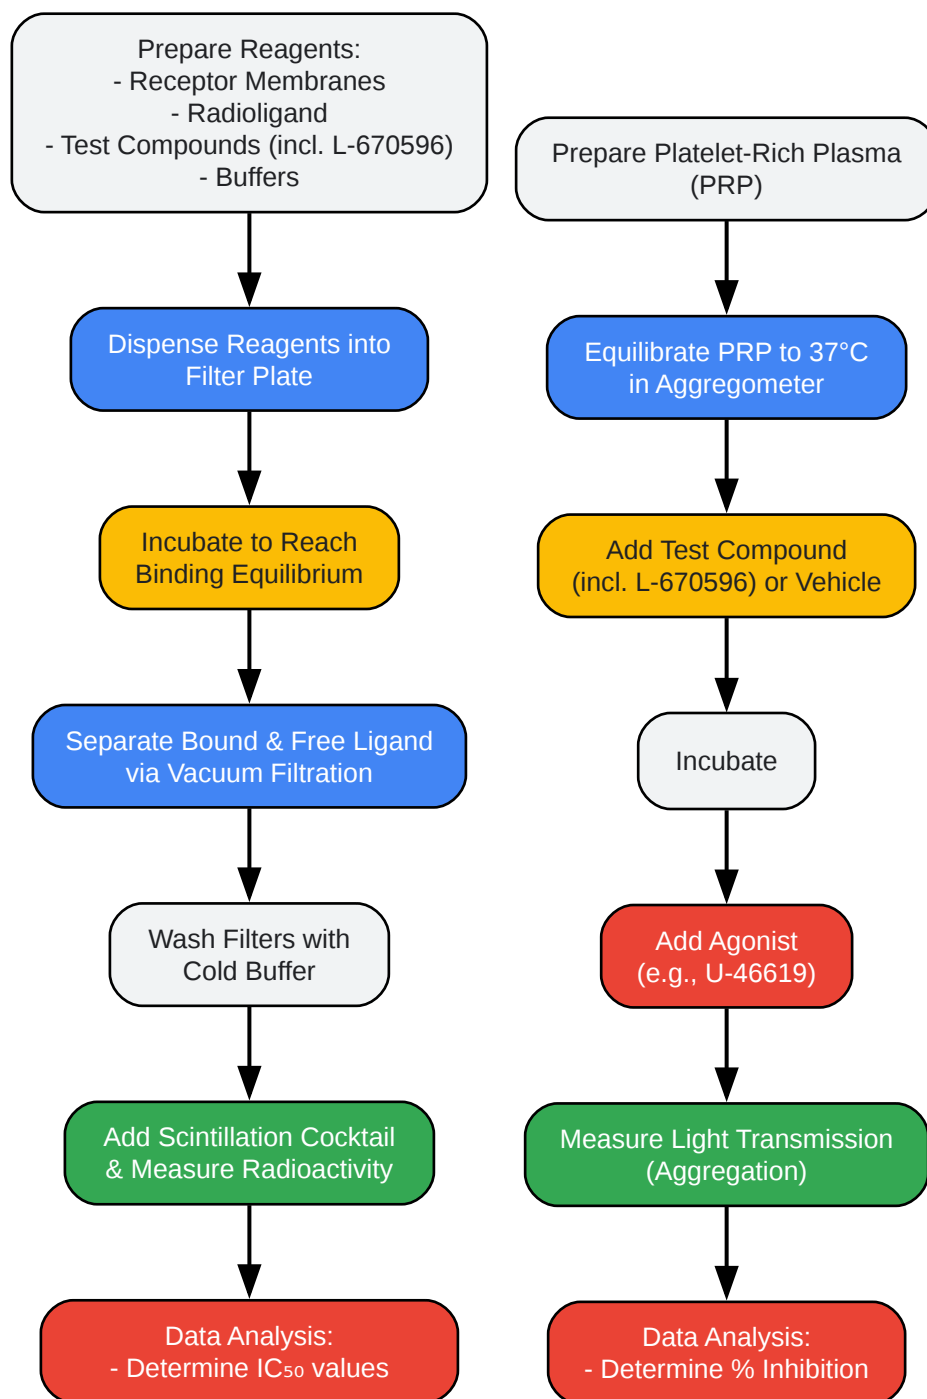 Prepare Reagents:
- Receptor Membranes
- Radioligand
- Test Compounds (incl. L-670596)
- Buffers
Dispense Reagents into
Filter Plate
Incubate to Reach
Binding Equilibrium
Separate Bound & Free Ligand
via Vacuum Filtration
Wash Filters with
Cold Buffer
Add Scintillation Cocktail
& Measure Radioactivity
Data Analysis:
- Determine IC₅₀ values
Prepare Platelet-Rich Plasma
(PRP)
Equilibrate PRP to 37°C
in Aggregometer
Add Test Compound
(incl. L-670596) or Vehicle
Incubate
Add Agonist
(e.g., U-46619)
Measure Light Transmission
(Aggregation)
Data Analysis:
- Determine % Inhibition